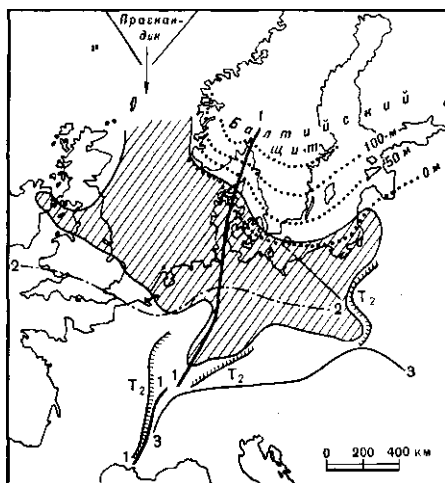 Праскан-
дик
Балтийский
щит
1
100 м
50 м
0 м
2
T₂
2
T₂
1
1
T₂
3
3
1
0 200 400 км